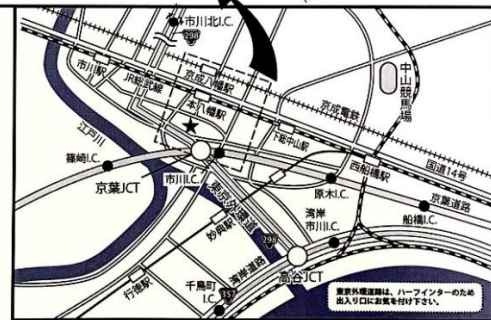 市川北I.C.
298
市川駅
JR総武線
京成八幡駅
本八幡駅
京成電鉄
中山競馬場
江戸川
下総中山駅
篠崎I.C.
西船橋駅
国道14号
京葉JCT
市川I.C.
東京外環道
原木I.C.
京葉道路
船橋I.C.
妙典駅
湾岸
市川I.C.
298
行徳駅
千鳥町
I.C.
湾岸道路
高谷JCT
357
東京外環道路は、ハーフインターのため
出入り口にお気を付け下さい。